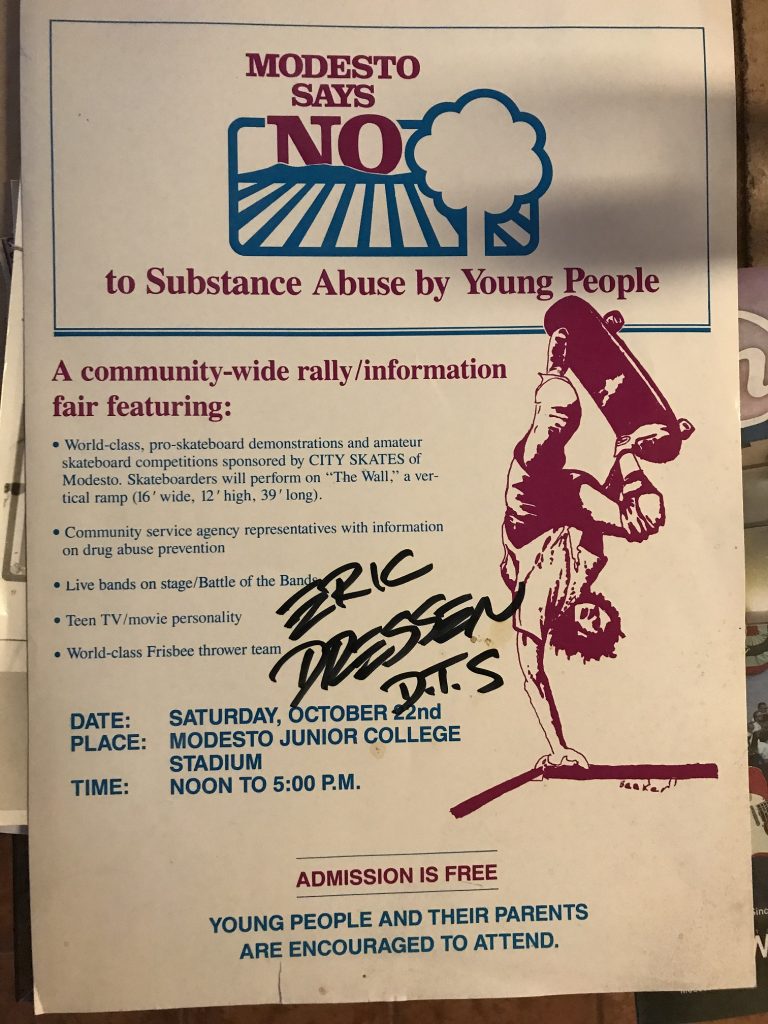 MODESTO
SAYS
NO
to Substance Abuse by Young People
A community-wide rally/information
fair featuring:
• World-class, pro-skateboard demonstrations and amateur
skateboard competitions sponsored by CITY SKATES of
Modesto. Skateboarders will perform on "The Wall," a ver-
tical ramp (16' wide, 12' high, 39' long).
• Community service agency representatives with information
on drug abuse prevention
• Live bands on stage/Battle of the Bands
• Teen TV/movie personality
• World-class Frisbee thrower team
ERIC
DRESSEN
D.T.S
DATE: SATURDAY, OCTOBER 22nd
PLACE: MODESTO JUNIOR COLLEGE
STADIUM
TIME: NOON TO 5:00 P.M.
ADMISSION IS FREE
YOUNG PEOPLE AND THEIR PARENTS
ARE ENCOURAGED TO ATTEND.